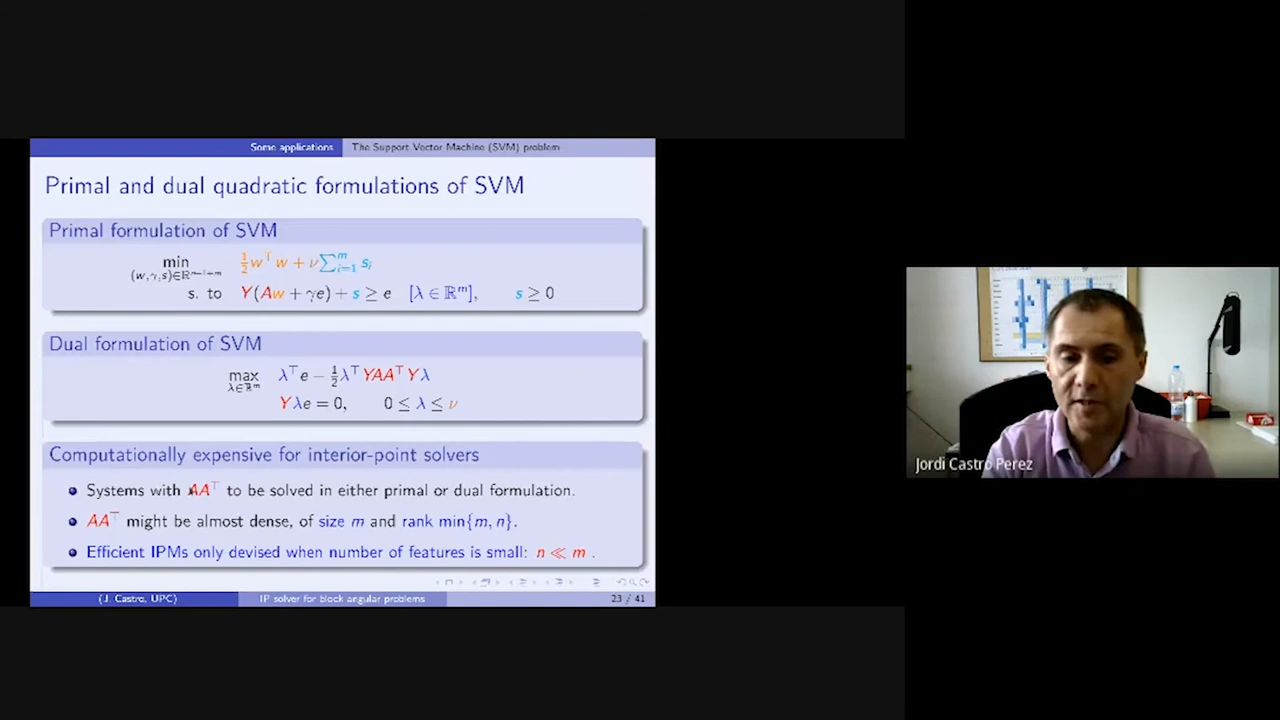 Some applications The Support Vector Machine (SVM) problem
Primal and dual quadratic formulations of SVM
Primal formulation of SVM
min ½w⊤w + ν∑ᵢ₌₁ᵐ sᵢ
s. to Y(Aw + γe) + s ≥ e [λ ∈ ℝᵐ], s ≥ 0
Dual formulation of SVM
max λ⊤e − ½λ⊤YAA⊤Yλ
λ∈ℝᵐ
Yλe = 0, 0 ≤ λ ≤ ν
Computationally expensive for interior-point solvers
Systems with AA⊤ to be solved in either primal or dual formulation.
AA⊤ might be almost dense, of size m and rank min{m, n}.
Efficient IPMs only devised when number of features is small: n ≪ m .
(J. Castro, UPC) IP solver for block angular problems 23 / 41
Jordi Castro Perez